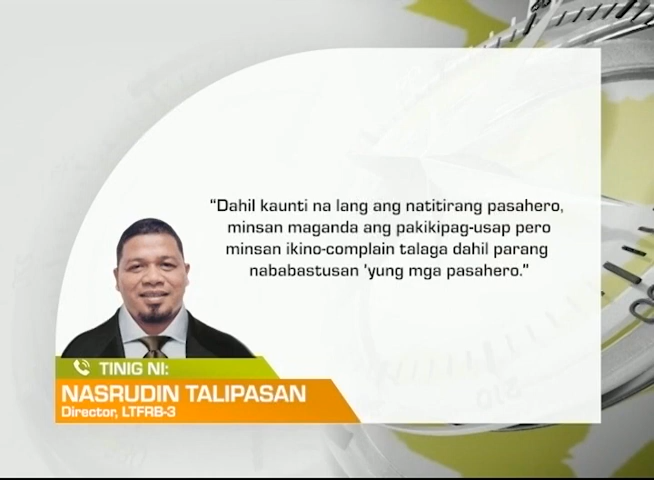 "Dahil kaunti na lang ang natitirang pasahero,
minsan maganda ang pakikipag-usap pero
minsan ikino-complain talaga dahil parang
nababastusan 'yung mga pasahero."
TINIG NI:
NASRUDIN TALIPASAN
Director, LTFRB-3